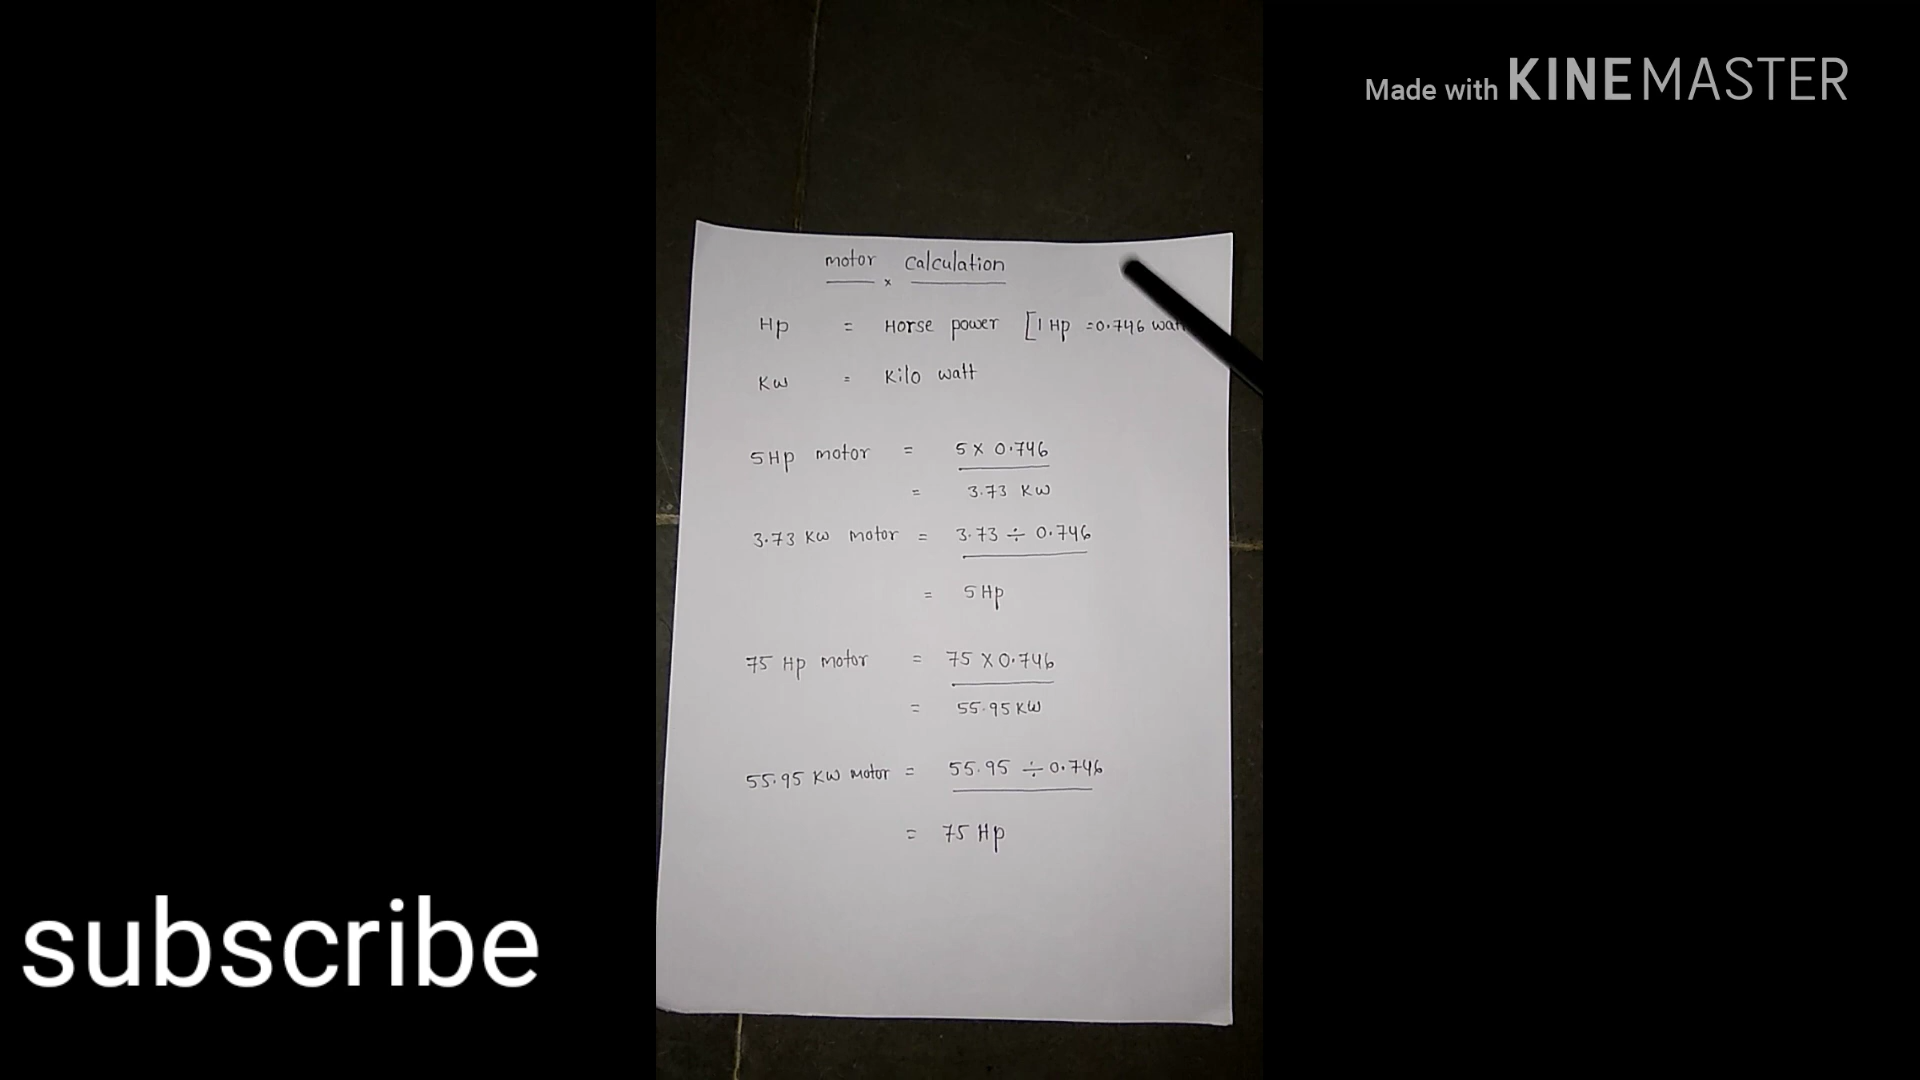 Made with KINEMASTER
motor x Calculation
Hp = Horse power [1 Hp = 0.746 watt
Kw = Kilo watt
5Hp motor = 5 x 0.746
= 3.73 Kw
3.73 Kw motor = 3.73 ÷ 0.746
= 5 Hp
75 Hp motor = 75 x 0.746
= 55.95 Kw
55.95 Kw motor = 55.95 ÷ 0.746
= 75 Hp
subscribe